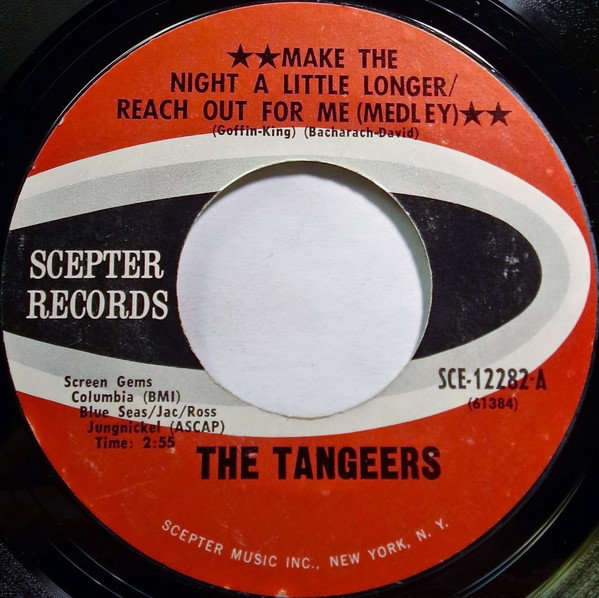 ★★MAKE THE
NIGHT A LITTLE LONGER/
REACH OUT FOR ME (MEDLEY)★★
(Goffin-King) (Bacharach-David)
SCEPTER
RECORDS
Screen Gems
Columbia (BMI)
Blue Seas/Jac/Ross
Jungnickel (ASCAP)
Time: 2:55
SCE-12282-A
(61384)
THE TANGEERS
SCEPTER MUSIC INC., NEW YORK, N. Y.